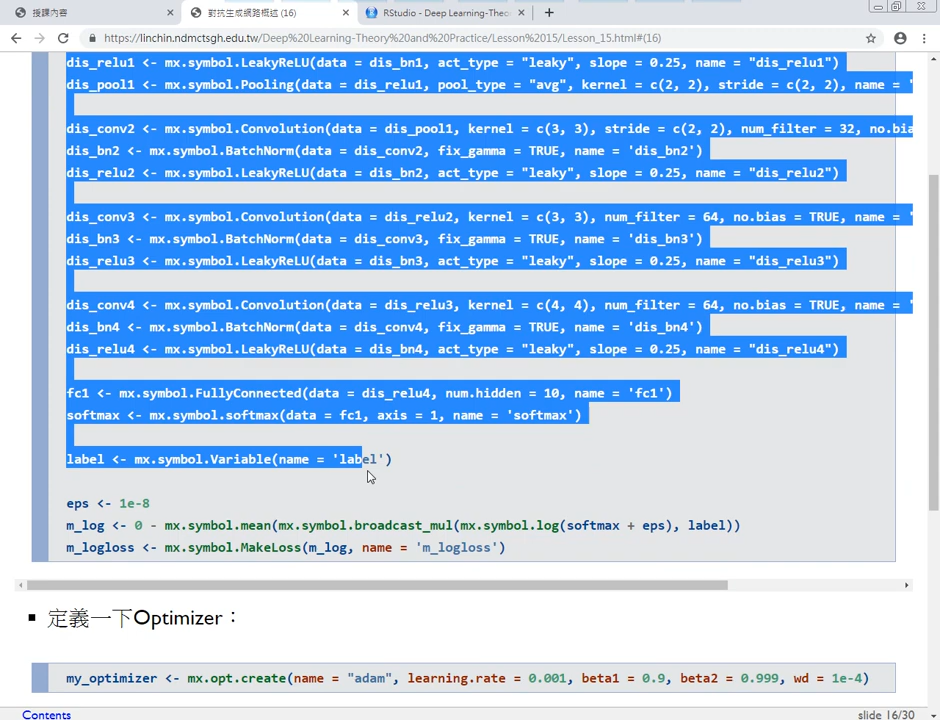 授課內容
對抗生成網路概述 (16)
RStudio - Deep Learning-Theo
https://linchin.ndmctsgh.edu.tw/Deep%20Learning-Theory%20and%20Practice/Lesson%2015/Lesson_15.html#(16)
dis_relu1 <- mx.symbol.LeakyReLU(data = dis_bn1, act_type = "leaky", slope = 0.25, name = "dis_relu1")
dis_pool1 <- mx.symbol.Pooling(data = dis_relu1, pool_type = "avg", kernel = c(2, 2), stride = c(2, 2), name = '
dis_conv2 <- mx.symbol.Convolution(data = dis_pool1, kernel = c(3, 3), stride = c(2, 2), num_filter = 32, no.bia
dis_bn2 <- mx.symbol.BatchNorm(data = dis_conv2, fix_gamma = TRUE, name = 'dis_bn2')
dis_relu2 <- mx.symbol.LeakyReLU(data = dis_bn2, act_type = "leaky", slope = 0.25, name = "dis_relu2")
dis_conv3 <- mx.symbol.Convolution(data = dis_relu2, kernel = c(3, 3), num_filter = 64, no.bias = TRUE, name = '
dis_bn3 <- mx.symbol.BatchNorm(data = dis_conv3, fix_gamma = TRUE, name = 'dis_bn3')
dis_relu3 <- mx.symbol.LeakyReLU(data = dis_bn3, act_type = "leaky", slope = 0.25, name = "dis_relu3")
dis_conv4 <- mx.symbol.Convolution(data = dis_relu3, kernel = c(4, 4), num_filter = 64, no.bias = TRUE, name = '
dis_bn4 <- mx.symbol.BatchNorm(data = dis_conv4, fix_gamma = TRUE, name = 'dis_bn4')
dis_relu4 <- mx.symbol.LeakyReLU(data = dis_bn4, act_type = "leaky", slope = 0.25, name = "dis_relu4")
fc1 <- mx.symbol.FullyConnected(data = dis_relu4, num.hidden = 10, name = 'fc1')
softmax <- mx.symbol.softmax(data = fc1, axis = 1, name = 'softmax')
label <- mx.symbol.Variable(name = 'label')
eps <- 1e-8
m_log <- 0 - mx.symbol.mean(mx.symbol.broadcast_mul(mx.symbol.log(softmax + eps), label))
m_logloss <- mx.symbol.MakeLoss(m_log, name = 'm_logloss')
定義一下Optimizer：
my_optimizer <- mx.opt.create(name = "adam", learning.rate = 0.001, beta1 = 0.9, beta2 = 0.999, wd = 1e-4)
Contents
slide 16/30